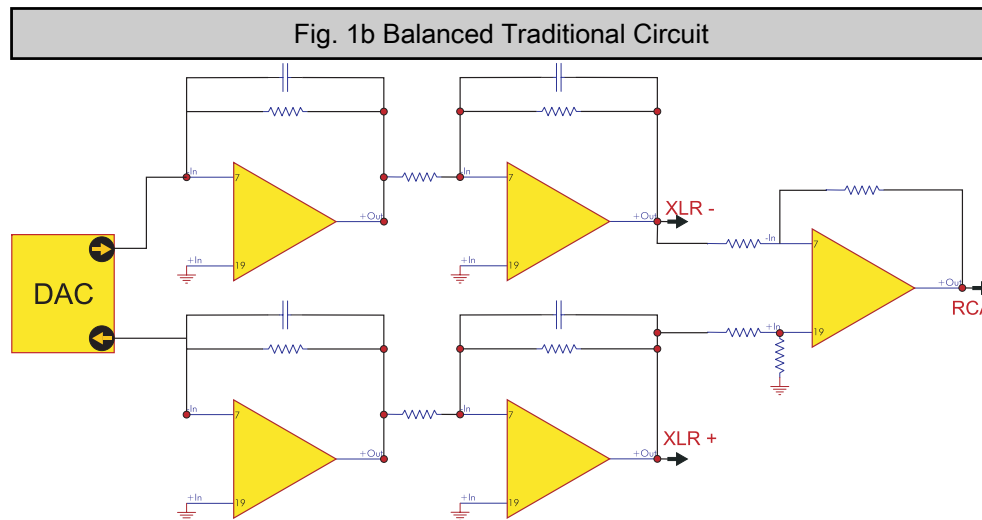 Fig. 1b Balanced Traditional Circuit
-In
7
+Out
+In
19
-In
7
+Out
+In
19
XLR -
-In
7
+Out
+In
19
RCA
DAC
-In
7
+Out
+In
19
-In
7
+Out
+In
19
XLR +